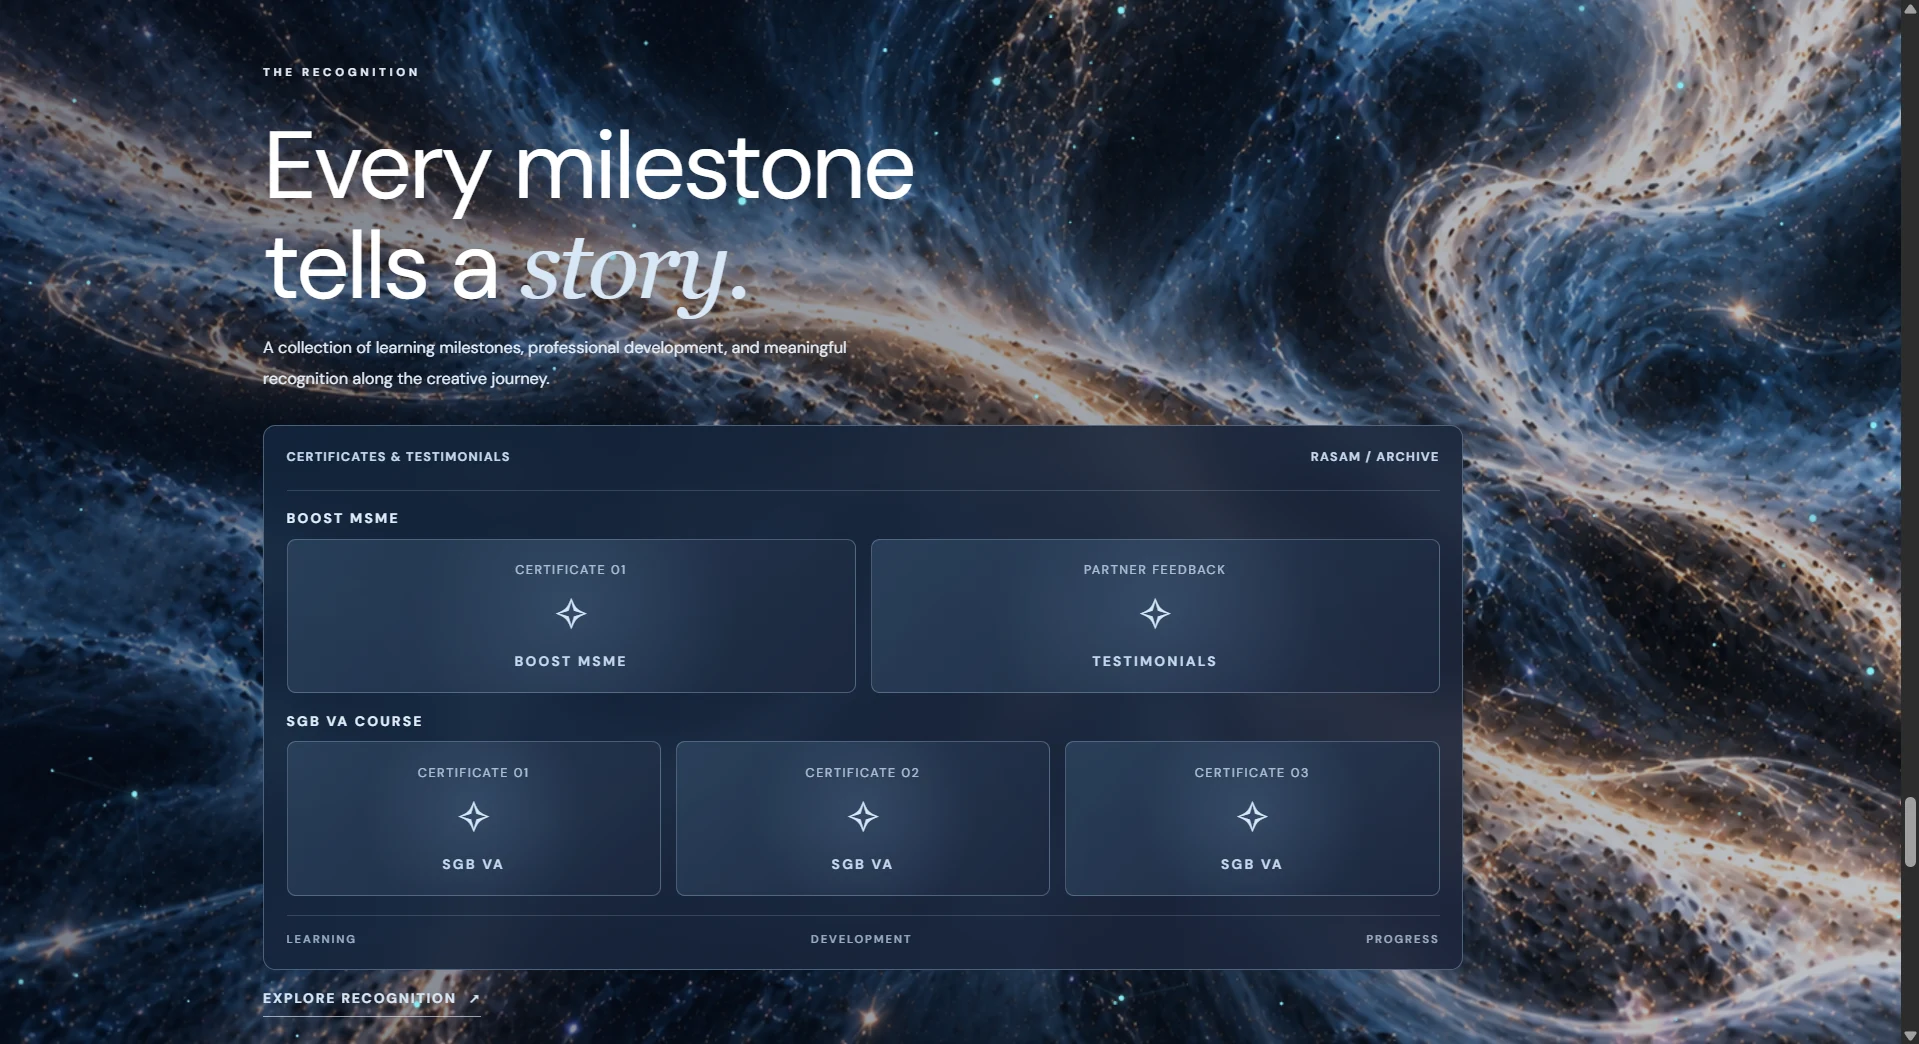 THE RECOGNITION
Every milestone
tells a story.
A collection of learning milestones, professional development, and meaningful
recognition along the creative journey.
CERTIFICATES & TESTIMONIALS
RASAM / ARCHIVE
BOOST MSME
CERTIFICATE 01
BOOST MSME
PARTNER FEEDBACK
TESTIMONIALS
SGB VA COURSE
CERTIFICATE 01
SGB VA
CERTIFICATE 02
SGB VA
CERTIFICATE 03
SGB VA
LEARNING
DEVELOPMENT
PROGRESS
EXPLORE RECOGNITION ↗